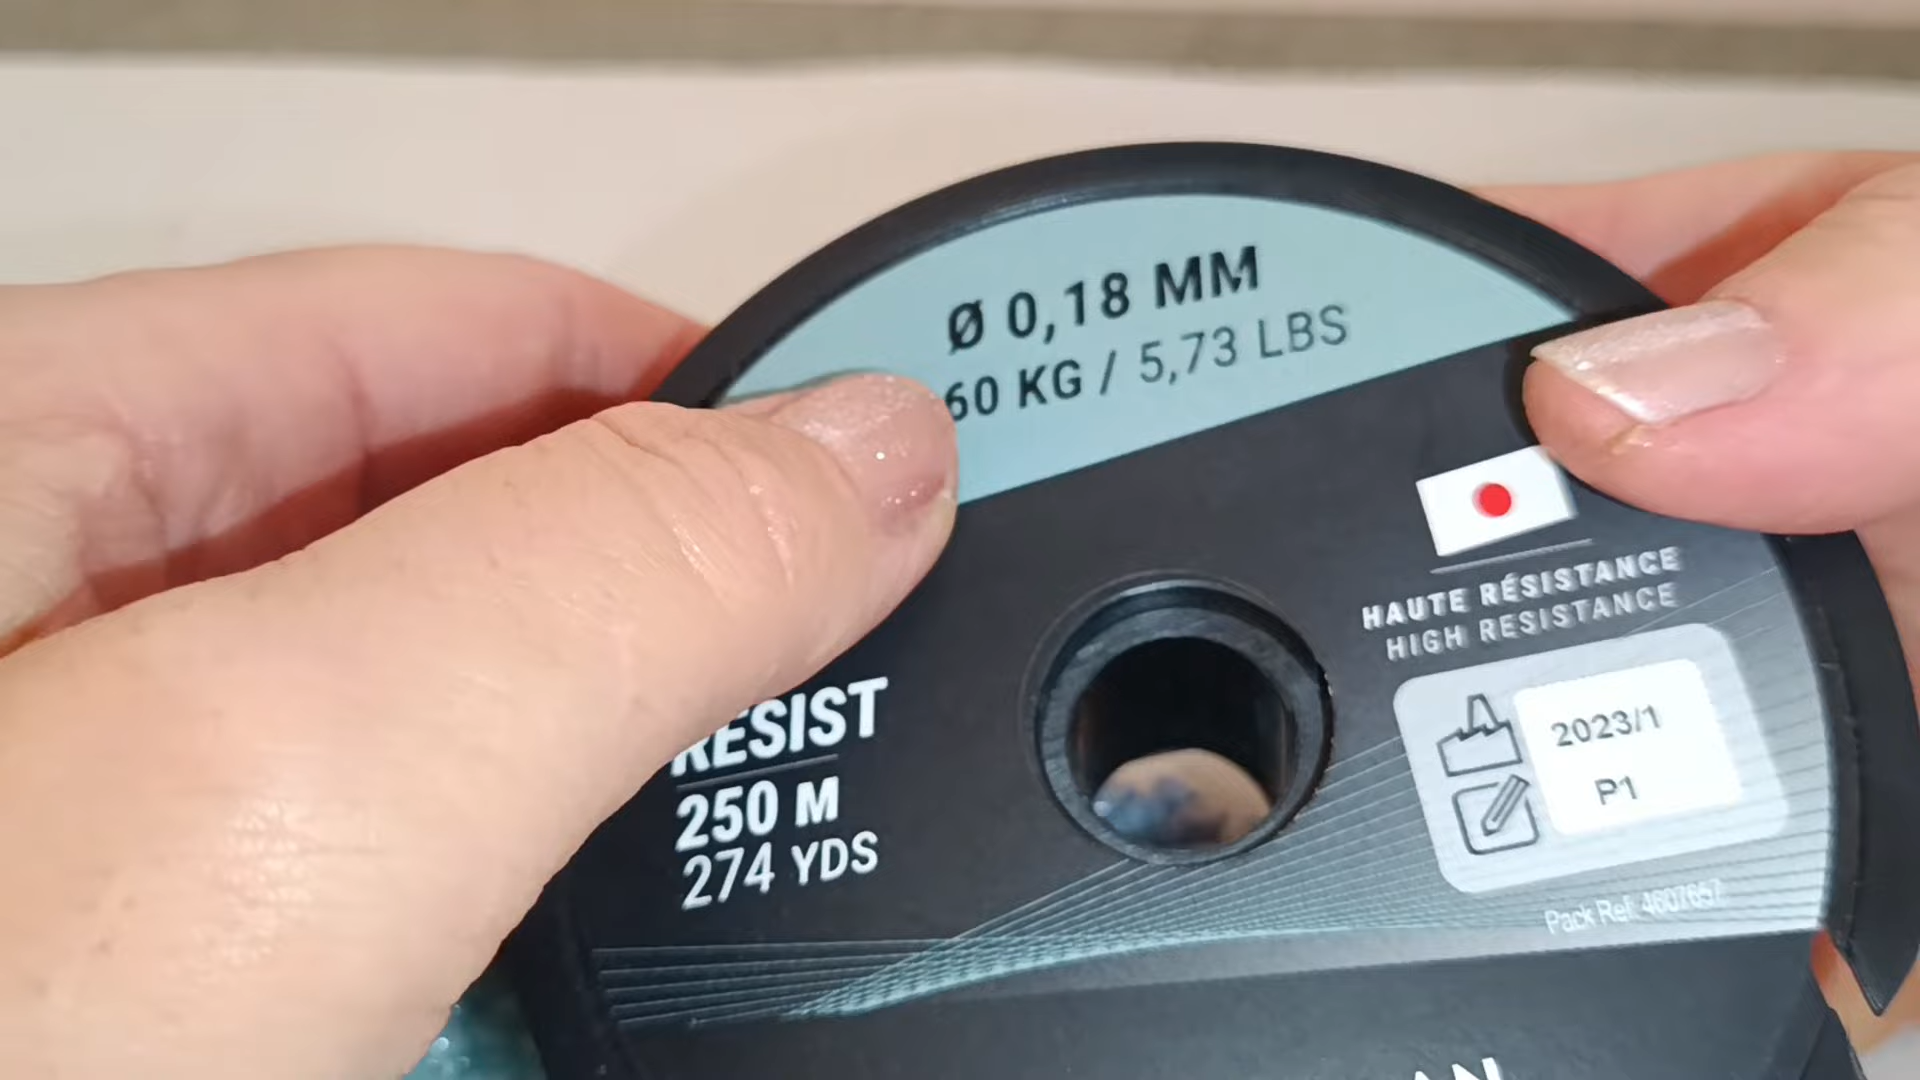 Ø 0,18 MM
60 KG / 5,73 LBS
HAUTE RÉSISTANCE
HIGH RESISTANCE
RESIST
250 M
274 YDS
2023/1
P1
Pack Ref: 4607657